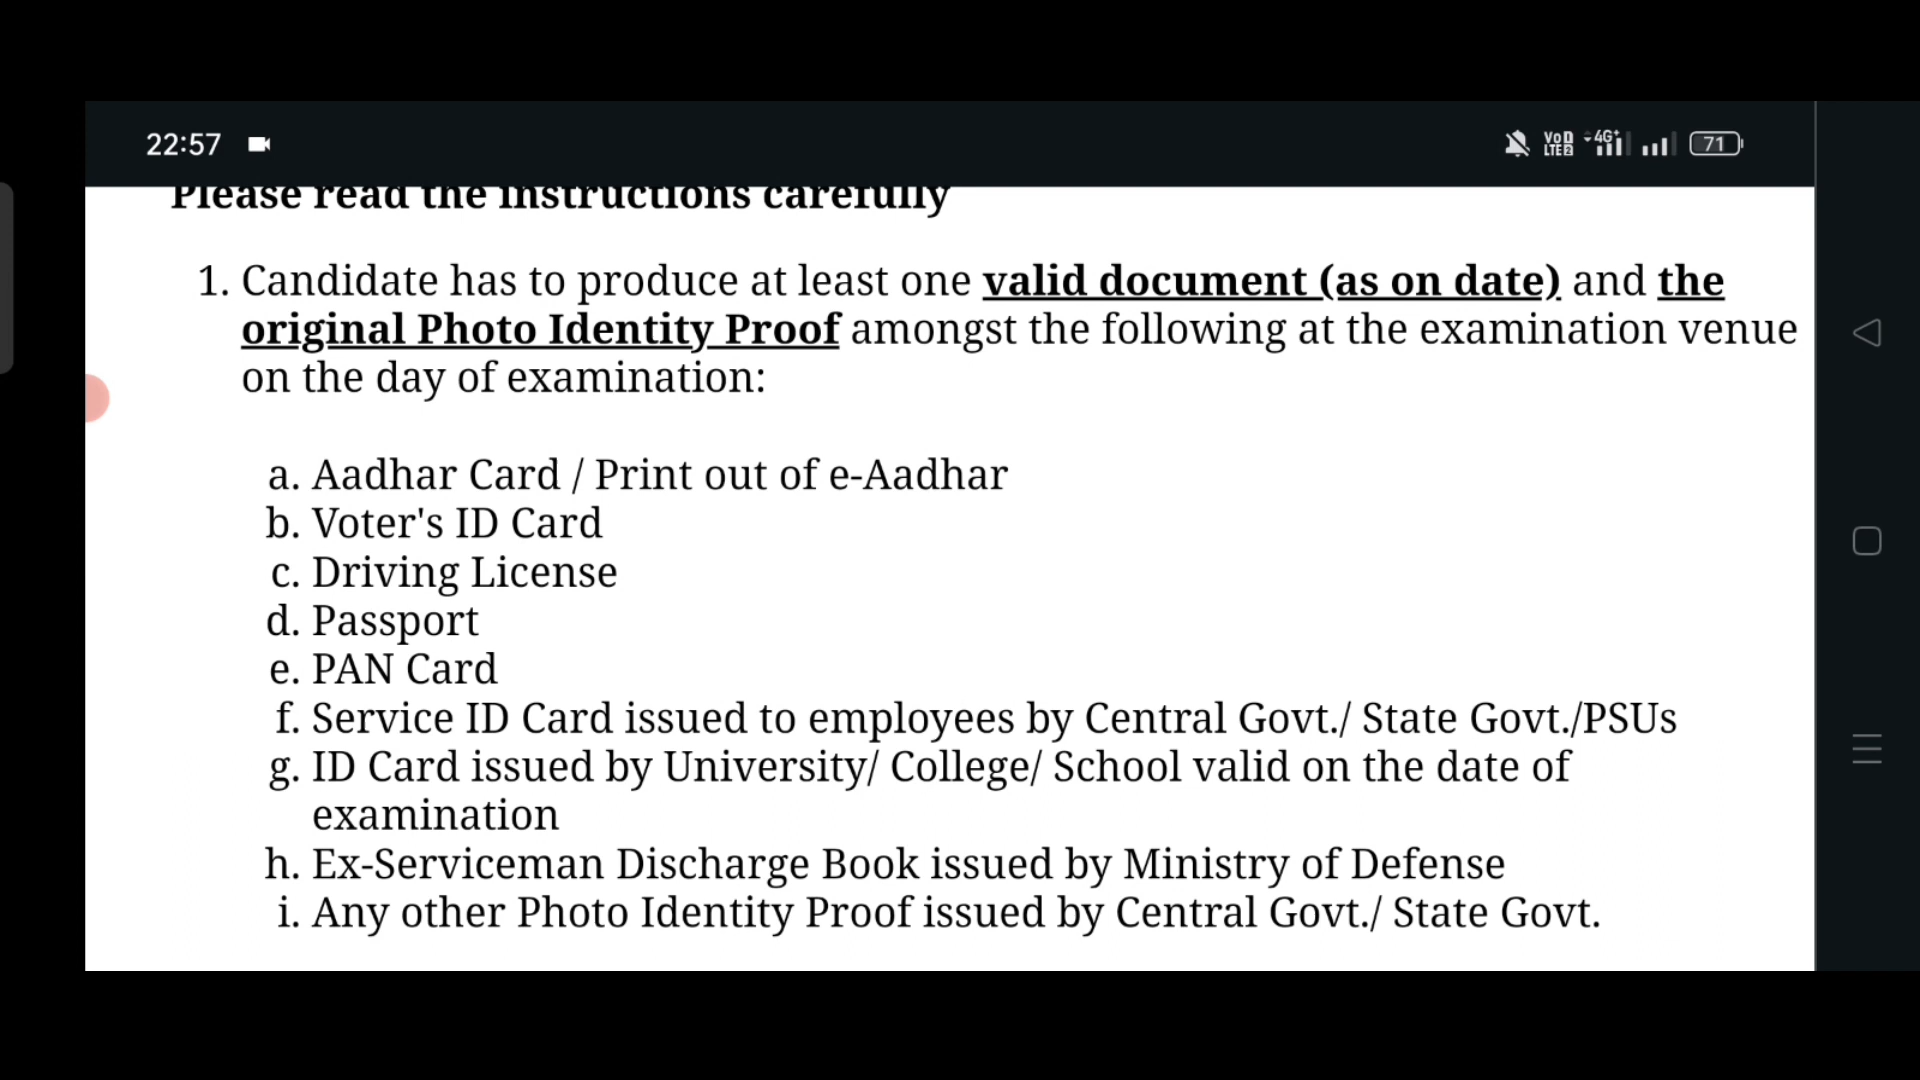 22:57
VoD LTE2 4G+ 71
Please read the instructions carefully
1. Candidate has to produce at least one valid document (as on date) and the
original Photo Identity Proof amongst the following at the examination venue
on the day of examination:
a. Aadhar Card / Print out of e-Aadhar
b. Voter's ID Card
c. Driving License
d. Passport
e. PAN Card
f. Service ID Card issued to employees by Central Govt./ State Govt./PSUs
g. ID Card issued by University/ College/ School valid on the date of
examination
h. Ex-Serviceman Discharge Book issued by Ministry of Defense
i. Any other Photo Identity Proof issued by Central Govt./ State Govt.